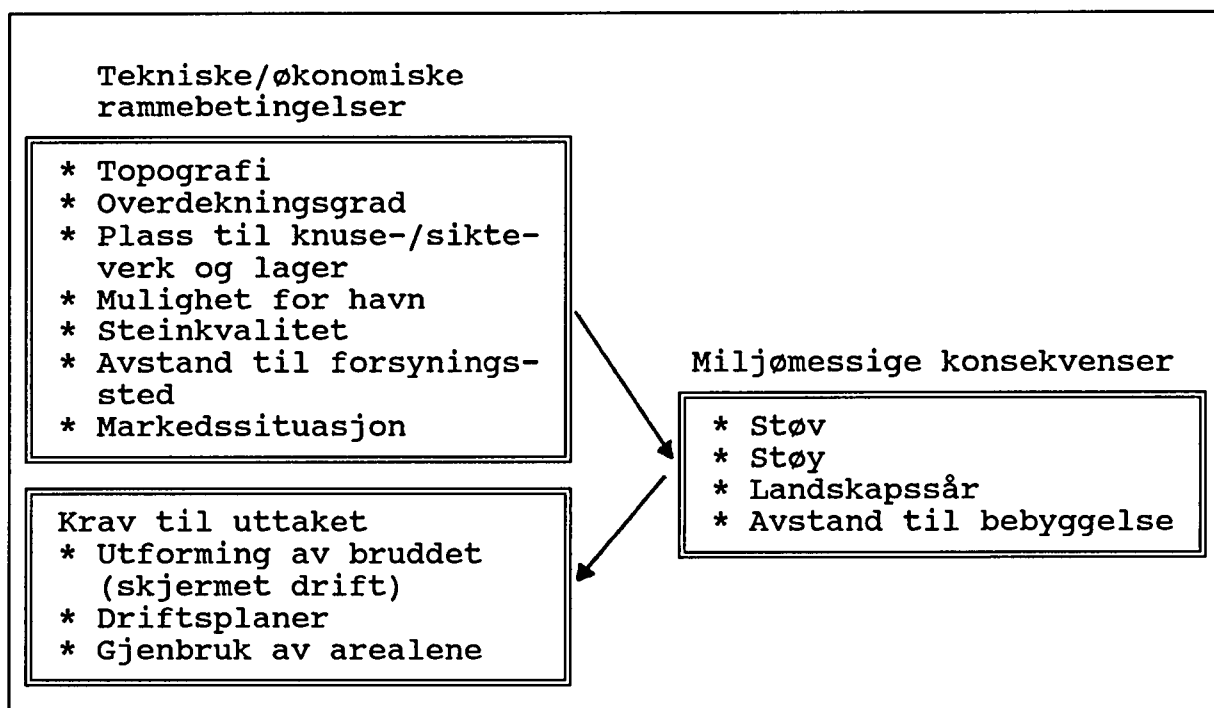 Tekniske/økonomiske
rammebetingelser
* Topografi
* Overdekningsgrad
* Plass til knuse-/sikte-
verk og lager
* Mulighet for havn
* Steinkvalitet
* Avstand til forsynings-
sted
* Markedssituasjon
Miljømessige konsekvenser
* Støv
* Støy
* Landskapssår
* Avstand til bebyggelse
Krav til uttaket
* Utforming av bruddet
(skjermet drift)
* Driftsplaner
* Gjenbruk av arealene